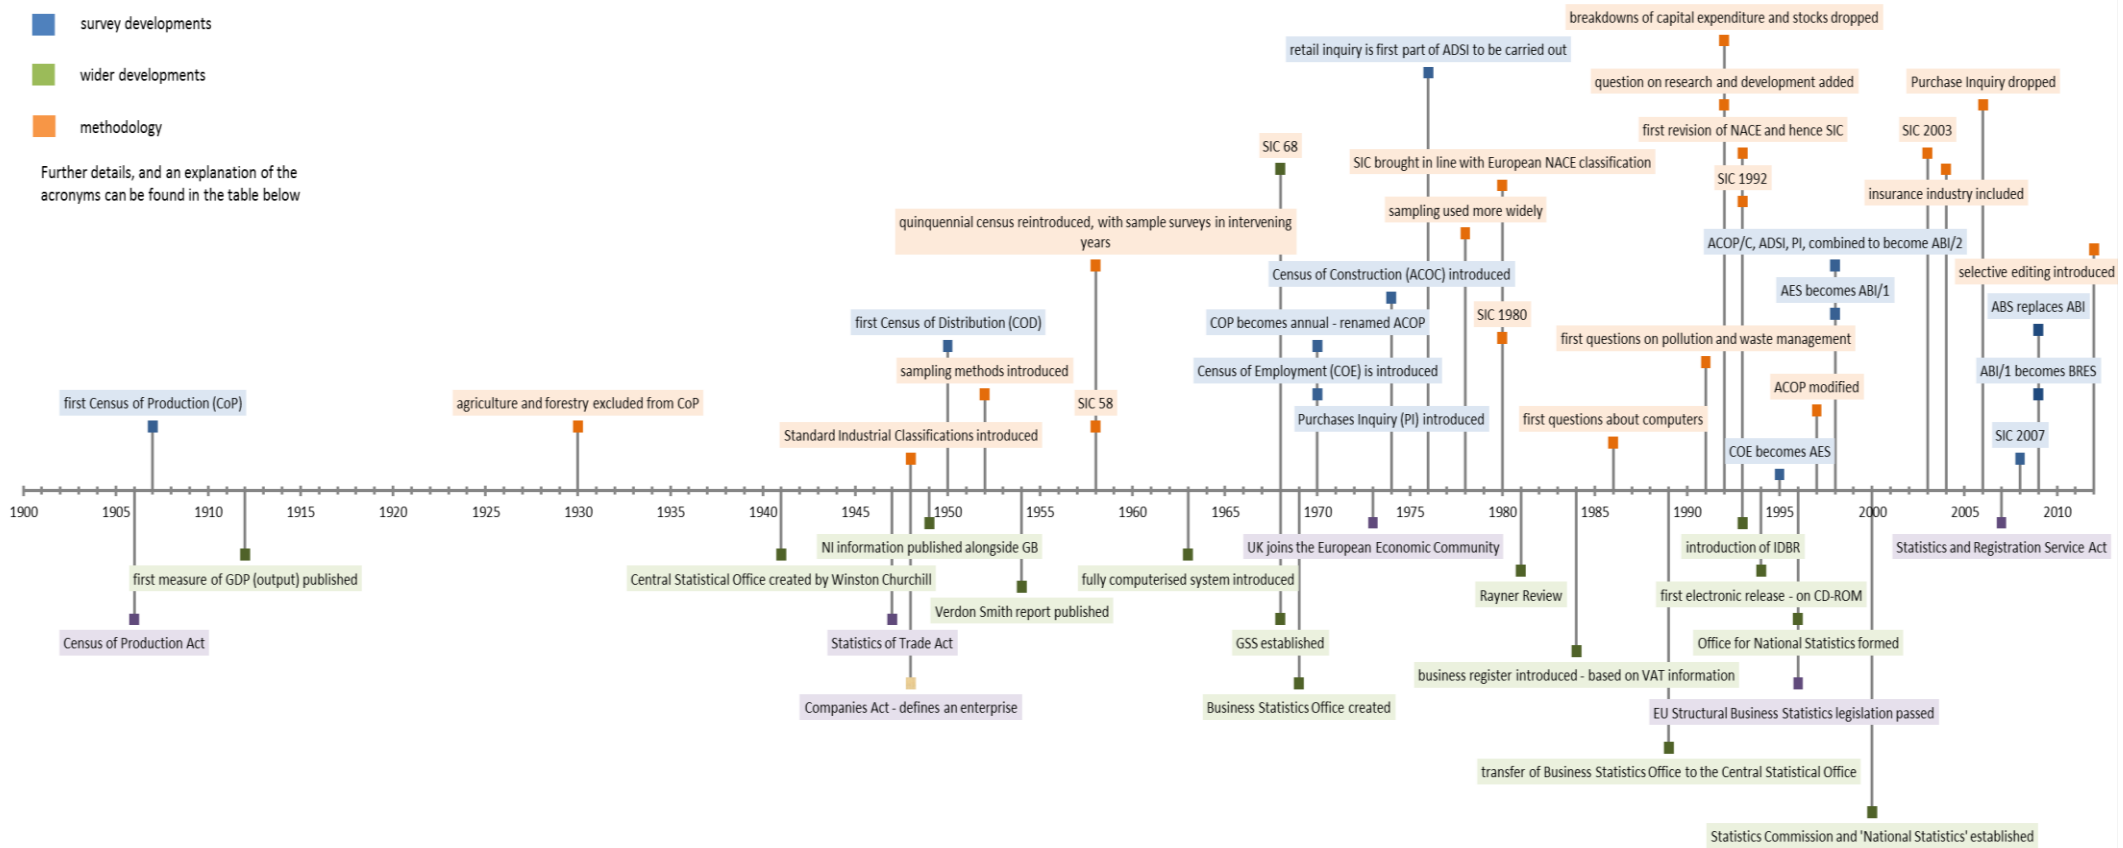 survey developments
wider developments
methodology
Further details, and an explanation of the
acronyms can be found in the table below
breakdowns of capital expenditure and stocks dropped
retail inquiry is first part of ADSI to be carried out
question on research and development added
Purchase Inquiry dropped
first revision of NACE and hence SIC
SIC 2003
SIC 68
SIC brought in line with European NACE classification
SIC 1992
insurance industry included
sampling used more widely
quinquennial census reintroduced, with sample surveys in intervening
years
ACOP/C, ADSI, PI, combined to become ABI/2
Census of Construction (ACOC) introduced
selective editing introduced
AES becomes ABI/1
ABS replaces ABI
first Census of Distribution (COD)
COP becomes annual - renamed ACOP
SIC 1980
first questions on pollution and waste management
sampling methods introduced
Census of Employment (COE) is introduced
ABI/1 becomes BRES
ACOP modified
first Census of Production (CoP)
agriculture and forestry excluded from CoP
SIC 58
Purchases Inquiry (PI) introduced
first questions about computers
Standard Industrial Classifications introduced
SIC 2007
COE becomes AES
1900 1905 1910 1915 1920 1925 1930 1935 1940 1945 1950 1955 1960 1965 1970 1975 1980 1985 1990 1995 2000 2005 2010
NI information published alongside GB
UK joins the European Economic Community
introduction of IDBR
Statistics and Registration Service Act
first measure of GDP (output) published
Central Statistical Office created by Winston Churchill
fully computerised system introduced
Rayner Review
first electronic release - on CD-ROM
Verdon Smith report published
Census of Production Act
Statistics of Trade Act
GSS established
Office for National Statistics formed
business register introduced - based on VAT information
Companies Act - defines an enterprise
Business Statistics Office created
EU Structural Business Statistics legislation passed
transfer of Business Statistics Office to the Central Statistical Office
Statistics Commission and 'National Statistics' established